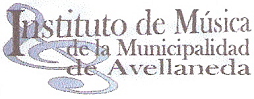 Instituto de Música
de la Municipalidad
de Avellaneda